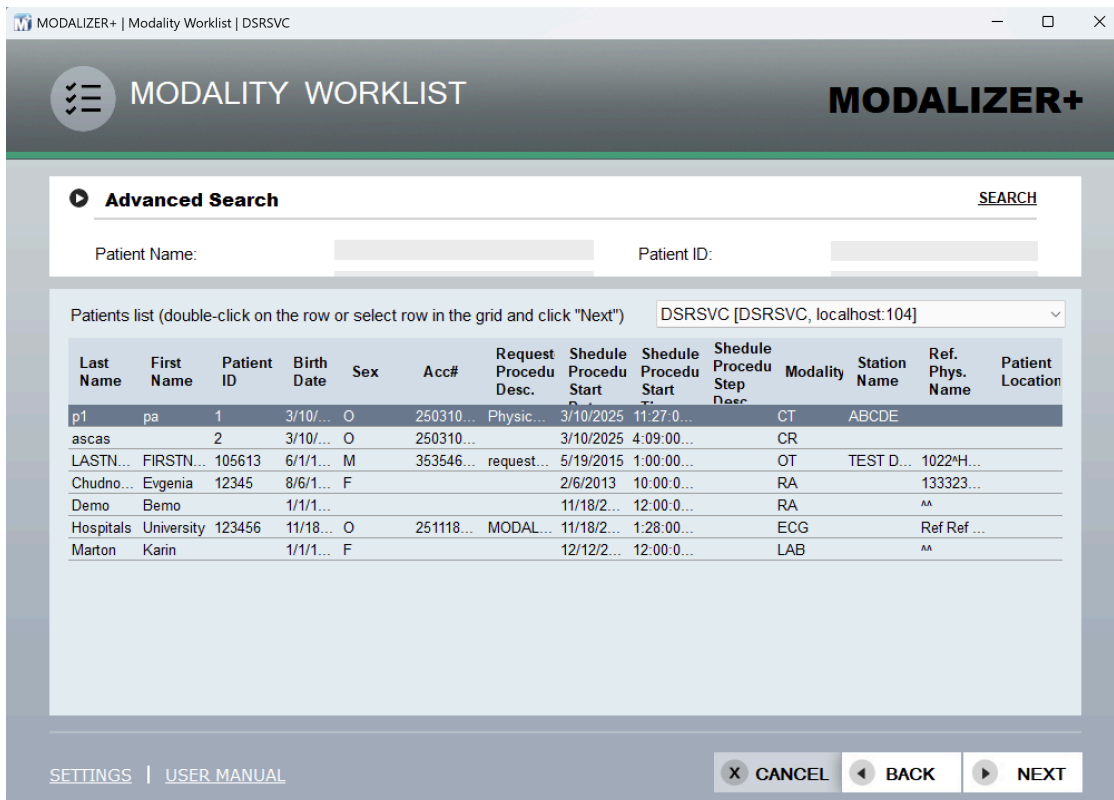 MODALIZER+ | Modality Worklist | DSRSVC
MODALITY WORKLIST
MODALIZER+
Advanced Search SEARCH
Patient Name: Patient ID:
Patients list (double-click on the row or select row in the grid and click "Next") DSRSVC [DSRSVC, localhost:104]
Last Name First Name Patient ID Birth Date Sex Acc# Request Procedu Desc. Shedule Procedu Start Shedule Procedu Start Shedule Procedu Step Desc Modality Station Name Ref. Phys. Name Patient Location
p1 pa 1 3/10/... O 250310... Physic... 3/10/2025 11:27:0... CT ABCDE
ascas 2 3/10/... O 250310... 3/10/2025 4:09:00... CR
LASTN... FIRSTN... 105613 6/1/1... M 353546... request... 5/19/2015 1:00:00... OT TEST D... 1022^H...
Chudno... Evgenia 12345 8/6/1... F 2/6/2013 10:00:0... RA 133323...
Demo Bemo 1/1/1... 11/18/2... 12:00:0... RA ^^
Hospitals University 123456 11/18... O 251118... MODAL... 11/18/2... 1:28:00... ECG Ref Ref ...
Marton Karin 1/1/1... F 12/12/2... 12:00:0... LAB ^^
SETTINGS | USER MANUAL X CANCEL BACK NEXT